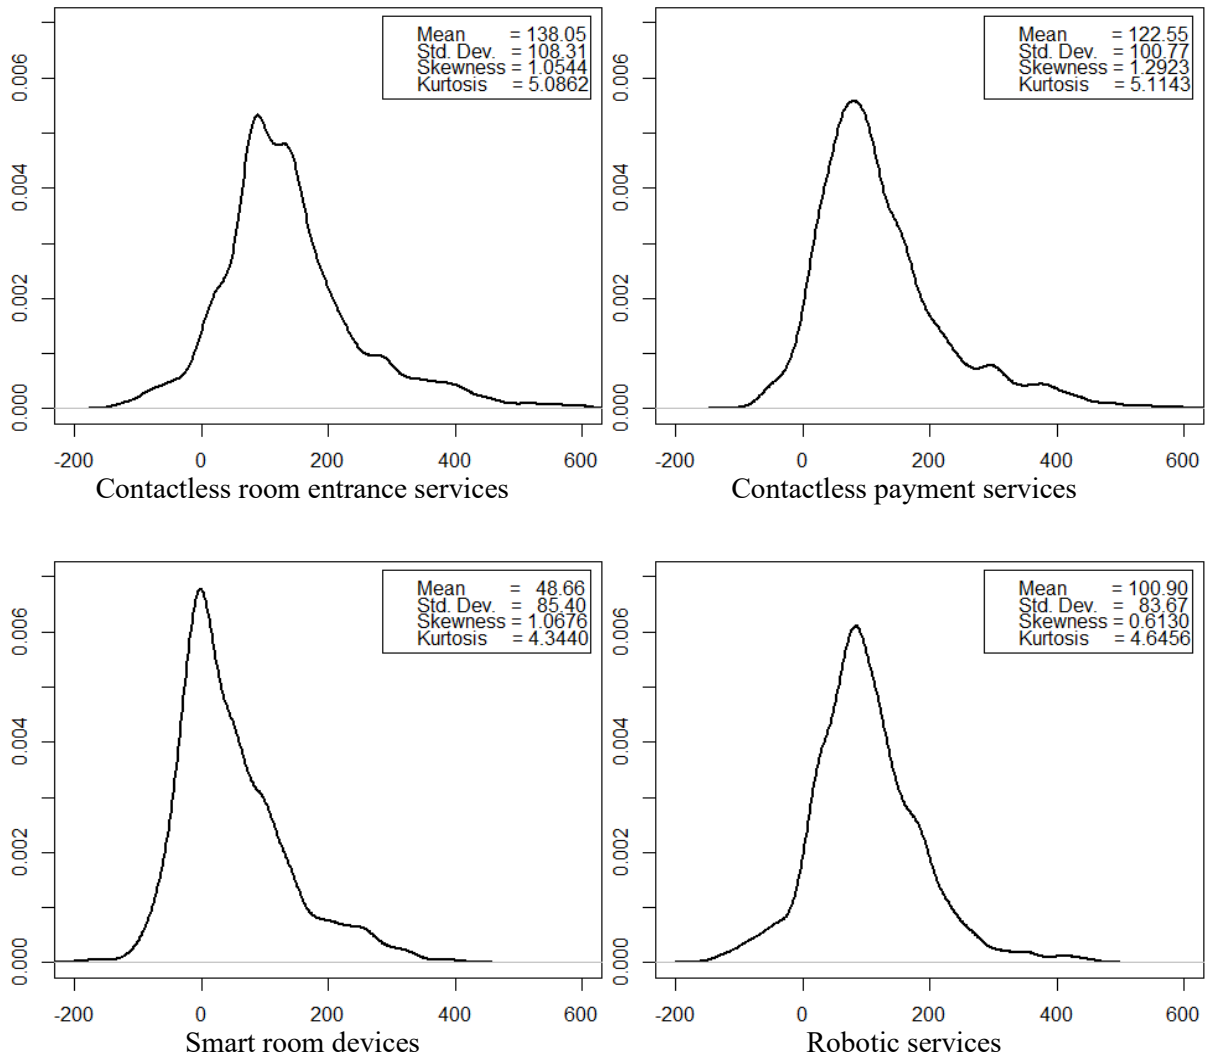 Mean = 138.05
Std. Dev. = 108.31
Skewness = 1.0544
Kurtosis = 5.0862
0.000 0.002 0.004 0.006
-200 0 200 400 600
Contactless room entrance services
Mean = 122.55
Std. Dev. = 100.77
Skewness = 1.2923
Kurtosis = 5.1143
0.000 0.002 0.004 0.006
-200 0 200 400 600
Contactless payment services
Mean = 48.66
Std. Dev. = 85.40
Skewness = 1.0676
Kurtosis = 4.3440
0.000 0.002 0.004 0.006
-200 0 200 400 600
Smart room devices
Mean = 100.90
Std. Dev. = 83.67
Skewness = 0.6130
Kurtosis = 4.6456
0.000 0.002 0.004 0.006
-200 0 200 400 600
Robotic services